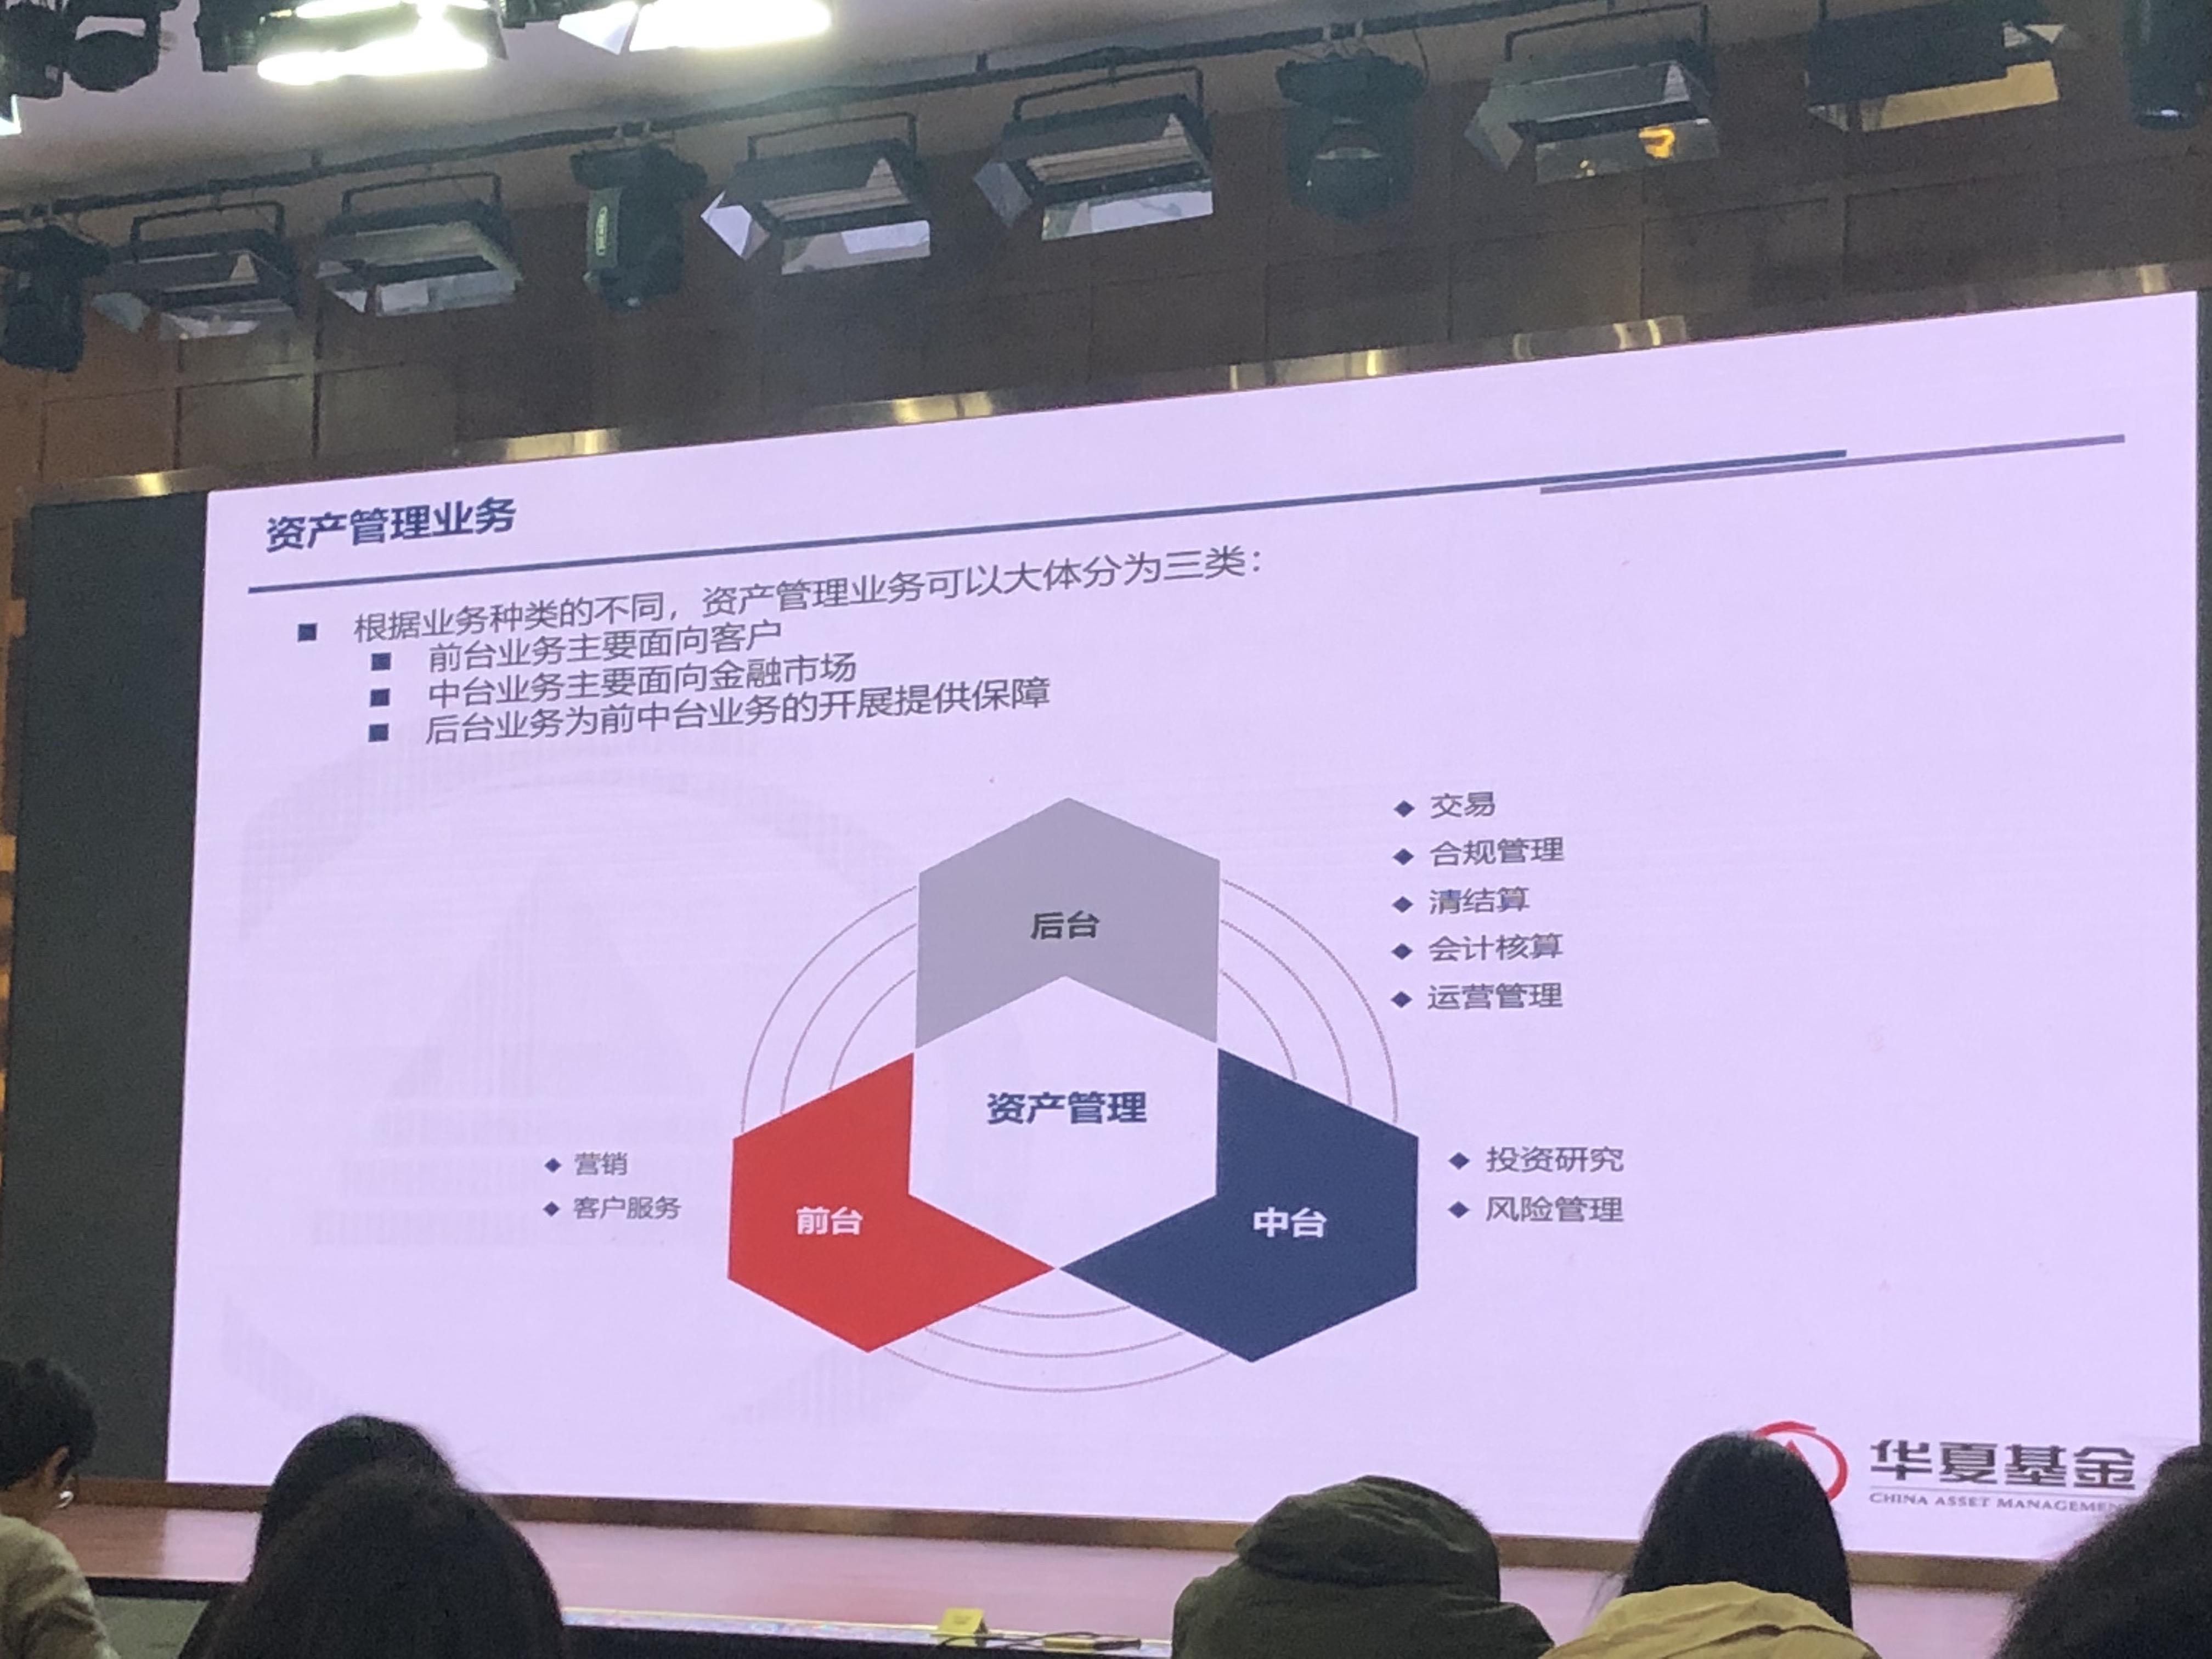 资产管理业务
根据业务种类的不同，资产管理业务可以大体分为三类：
前台业务主要面向客户
中台业务主要面向金融市场
后台业务为前中台业务的开展提供保障
交易
合规管理
清结算
会计核算
运营管理
后台
资产管理
营销
客户服务
前台
中台
投资研究
风险管理
华夏基金
CHINA ASSET